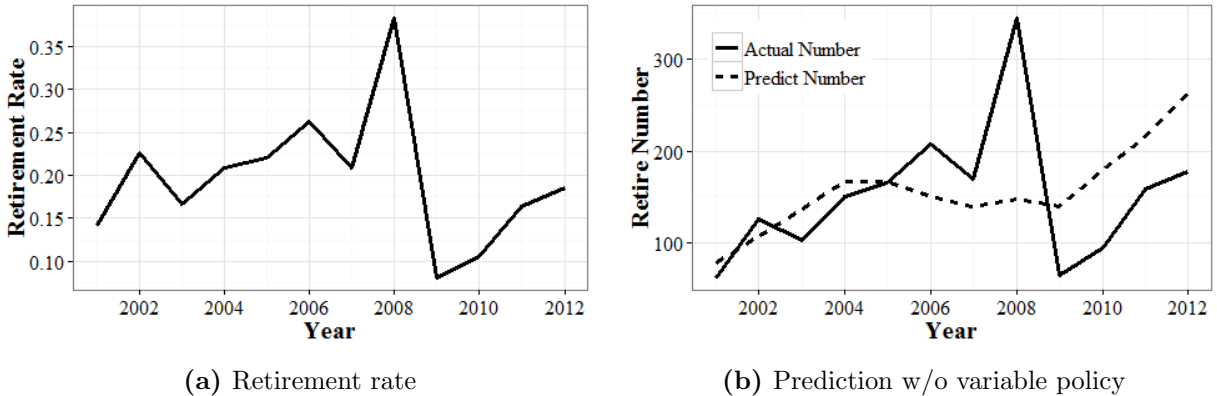 Retirement Rate
0.35
0.30
0.25
0.20
0.15
0.10
2002 2004 2006 2008 2010 2012
Year
(a) Retirement rate
Retire Number
300
200
100
Actual Number
Predict Number
2002 2004 2006 2008 2010 2012
Year
(b) Prediction w/o variable policy